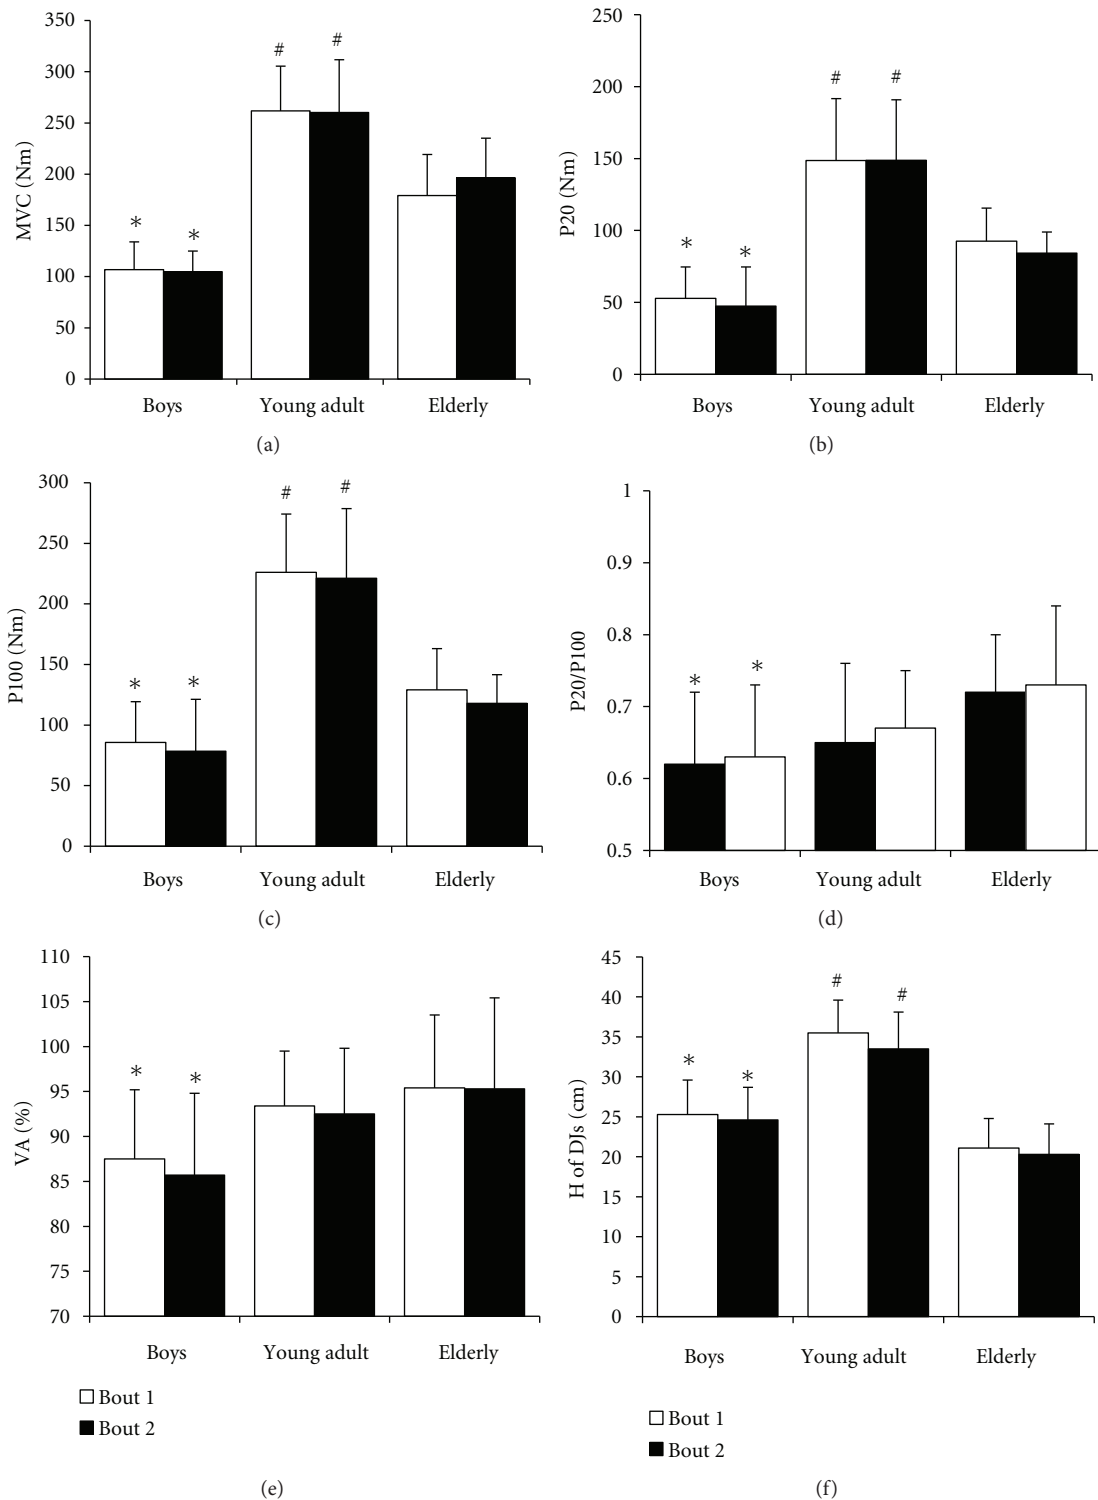 350
300
250
200
150
100
50
0
MVC (Nm)
# #
* *
Boys Young adult Elderly
(a)
250
200
150
100
50
0
P20 (Nm)
# #
* *
Boys Young adult Elderly
(b)
300
250
200
150
100
50
0
P100 (Nm)
# #
* *
Boys Young adult Elderly
(c)
1
0.9
0.8
0.7
0.6
0.5
P20/P100
* *
Boys Young adult Elderly
(d)
110
105
100
95
90
85
80
75
70
VA (%)
* *
Boys Young adult Elderly
Bout 1
Bout 2
(e)
45
40
35
30
25
20
15
10
5
0
H of DJs (cm)
# #
* *
Boys Young adult Elderly
Bout 1
Bout 2
(f)